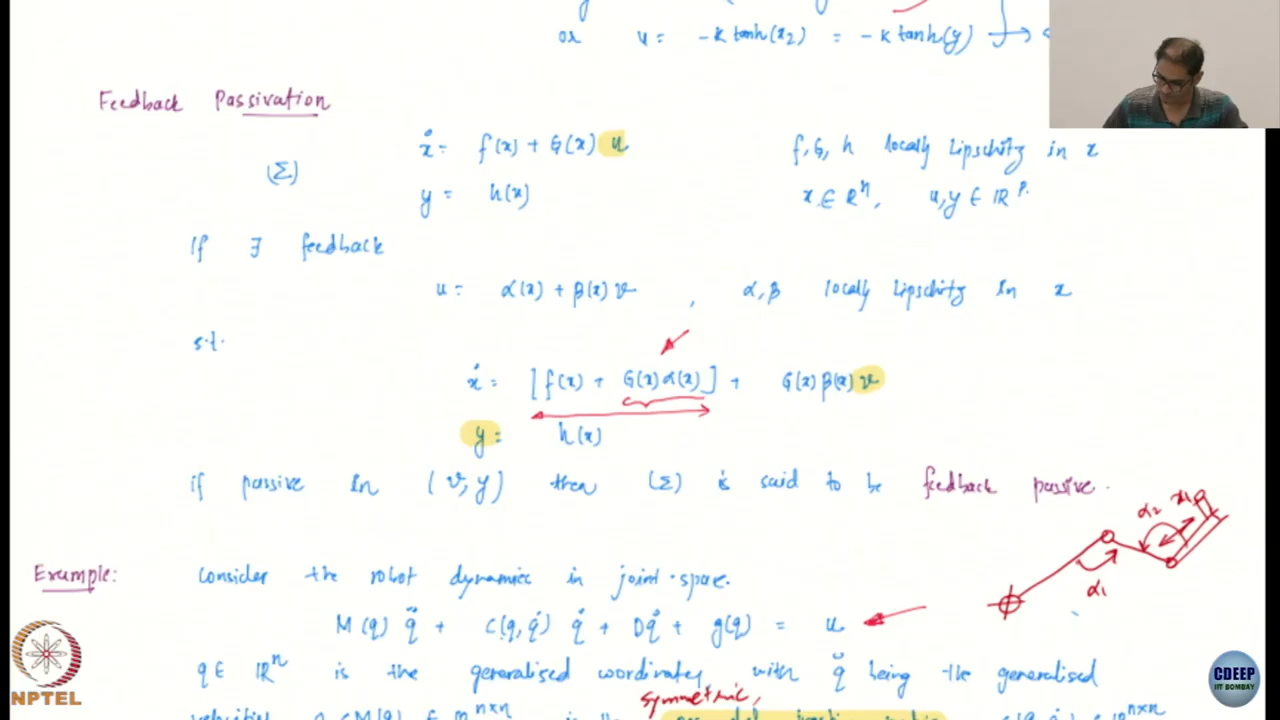 or u = -k tanh(x₂) = -k tanh(y)
Feedback Passivation
(Σ)
ẋ = f(x) + G(x) u f, G, h locally lipschitz in x
y = h(x) x ∈ ℝⁿ, u, y ∈ ℝᵖ.
If ∃ feedback
u = α(x) + β(x) v , α, β locally lipschitz in x
s.t.
ẋ = [f(x) + G(x) α(x)] + G(x) β(x) v
y = h(x)
if passive in (v, y) then (Σ) is said to be feedback passive.
α₂
α₁
Example: Consider the robot dynamics in joint-space.
M(q) q̈ + C(q, q̇) q̇ + Dq̇ + g(q) = u
q ∈ ℝⁿ is the generalised coordinates, with q̇ being the generalised
symmetric,
NPTEL
CDEEP
IIT BOMBAY